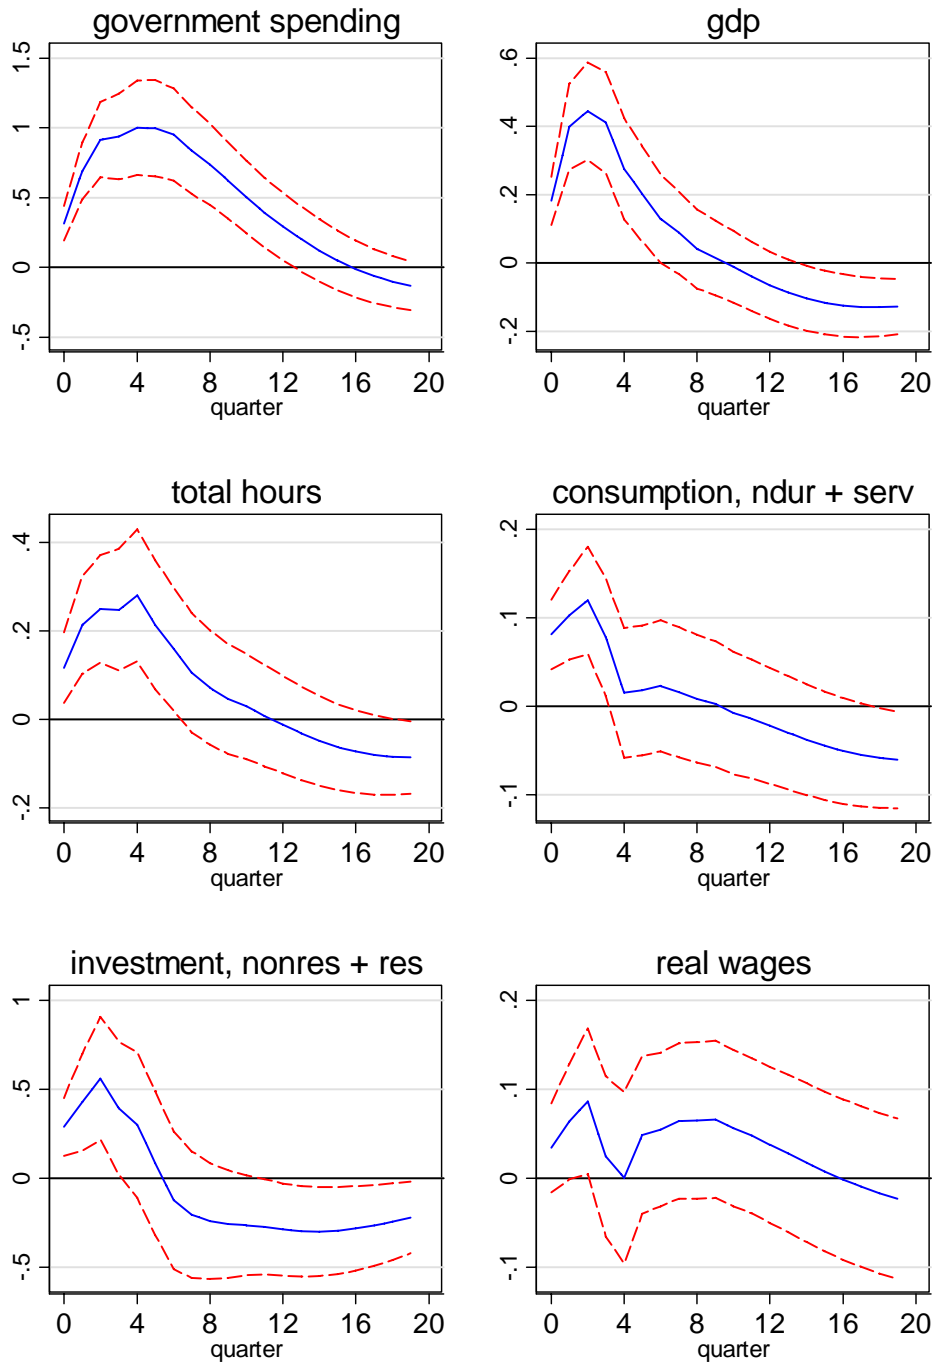 government spending
1.5
1
.5
0
-.5
0 4 8 12 16 20
quarter
gdp
.6
.4
.2
0
-.2
0 4 8 12 16 20
quarter
total hours
.4
.2
0
-.2
0 4 8 12 16 20
quarter
consumption, ndur + serv
.2
.1
0
-.1
0 4 8 12 16 20
quarter
investment, nonres + res
1
.5
0
-.5
0 4 8 12 16 20
quarter
real wages
.2
.1
0
-.1
0 4 8 12 16 20
quarter